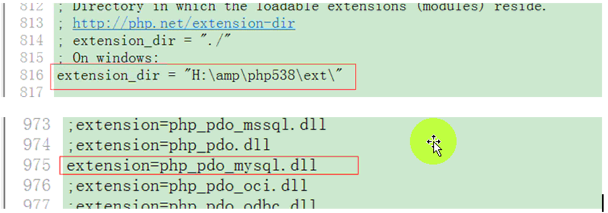 812 ; Directory in which the loadable extensions (modules) reside.
813 ; http://php.net/extension-dir
814 ; extension_dir = "./"
815 ; On windows:
816 extension_dir = "H:\amp\php538\ext\"
817
973 ;extension=php_pdo_mssql.dll
974 ;extension=php_pdo.dll
975 extension=php_pdo_mysql.dll
976 ;extension=php_pdo_oci.dll
977 ;extension=php_pdo_odbc.dll